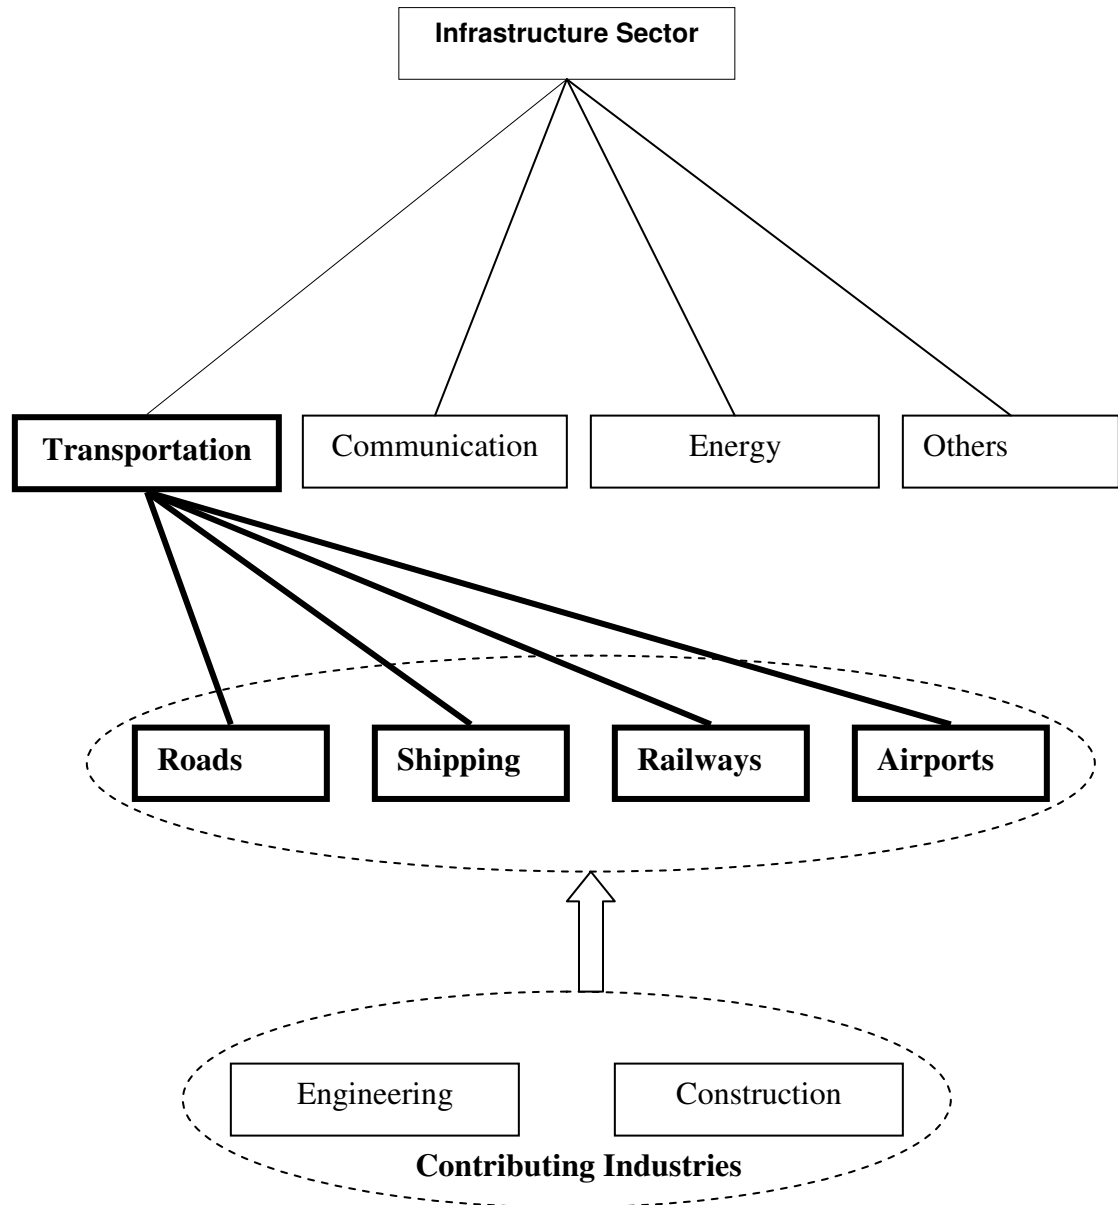 Infrastructure Sector
Transportation
Communication
Energy
Others
Roads
Shipping
Railways
Airports
Engineering
Construction
Contributing Industries